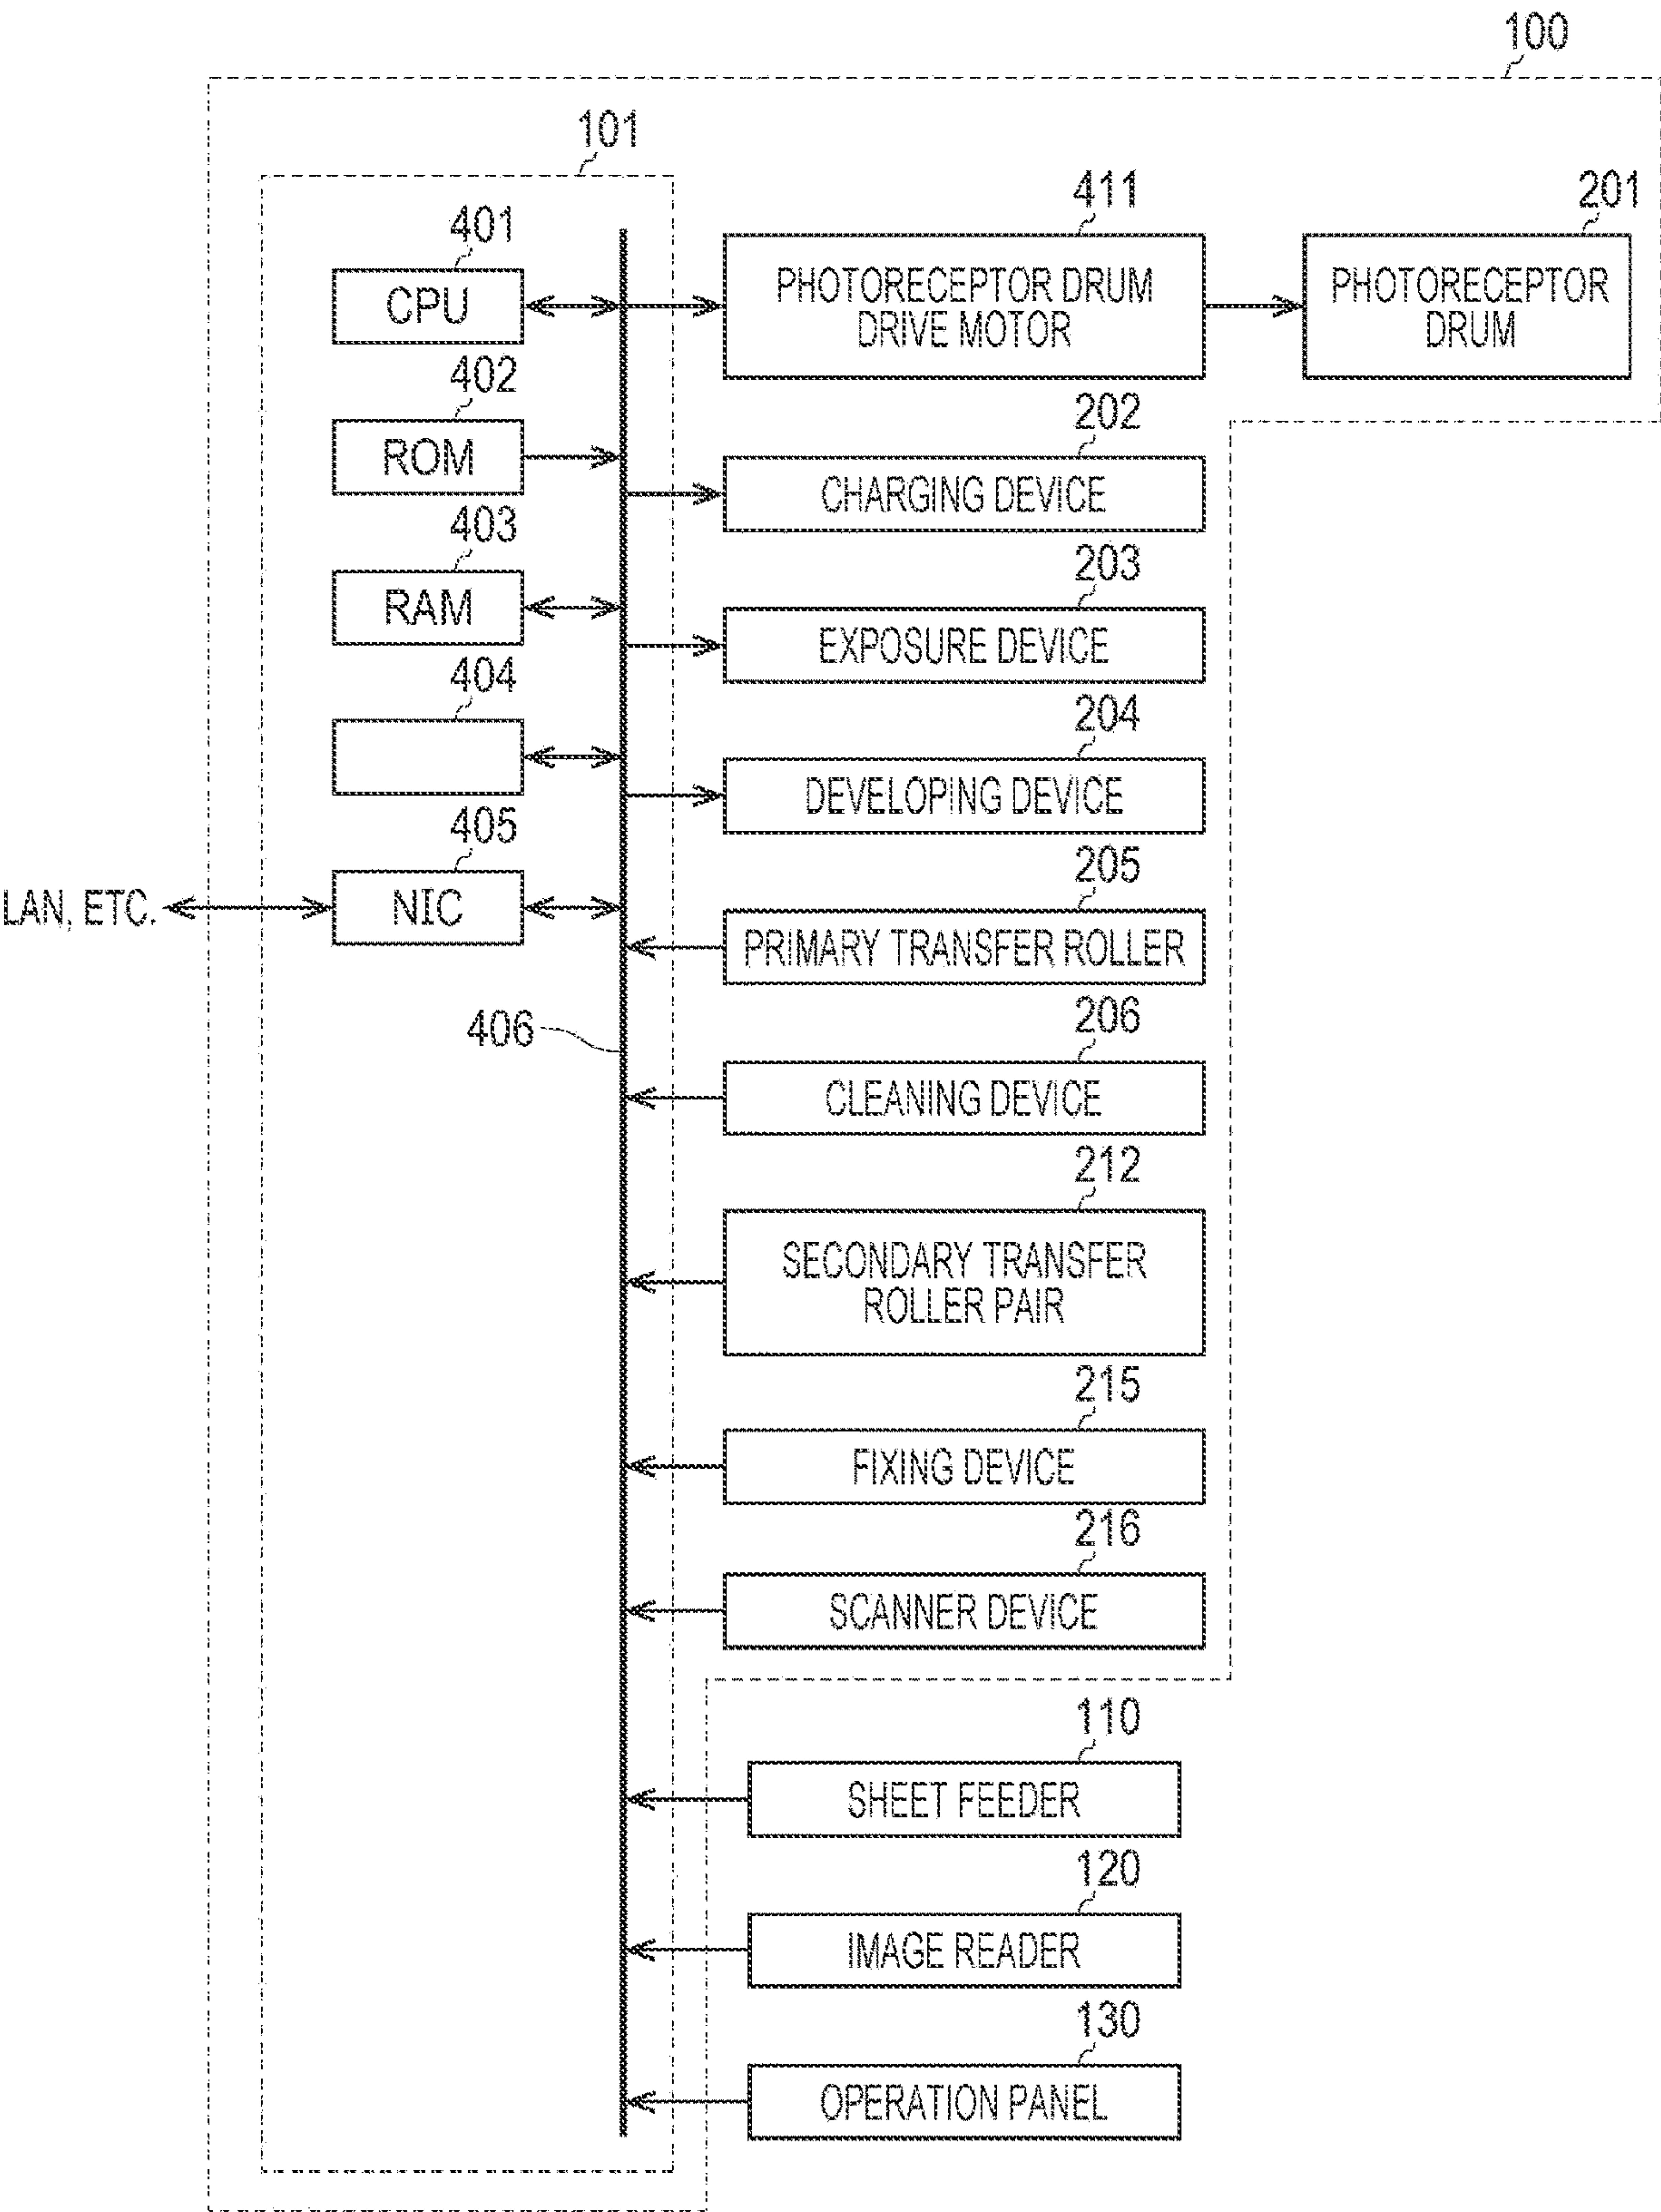 100
101
411
201
401
CPU
PHOTORECEPTOR DRUM
DRIVE MOTOR
PHOTORECEPTOR
DRUM
402
ROM
202
CHARGING DEVICE
403
RAM
203
EXPOSURE DEVICE
404
204
DEVELOPING DEVICE
405
LAN, ETC.
NIC
205
PRIMARY TRANSFER ROLLER
406
206
CLEANING DEVICE
212
SECONDARY TRANSFER
ROLLER PAIR
215
FIXING DEVICE
216
SCANNER DEVICE
110
SHEET FEEDER
120
IMAGE READER
130
OPERATION PANEL